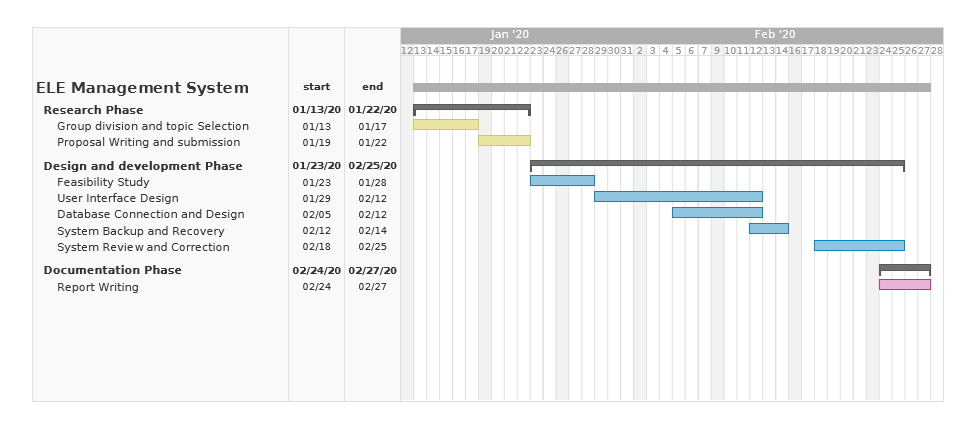 Jan '20 Feb '20
12 13 14 15 16 17 19 20 21 22 23 24 26 27 28 29 30 31 2 3 4 5 6 7 9 10 11 12 13 14 16 17 18 19 20 21 23 24 25 26 27 28
ELE Management System start end
Research Phase 01/13/20 01/22/20
Group division and topic Selection 01/13 01/17
Proposal Writing and submission 01/19 01/22
Design and development Phase 01/23/20 02/25/20
Feasibility Study 01/23 01/28
User Interface Design 01/29 02/12
Database Connection and Design 02/05 02/12
System Backup and Recovery 02/12 02/14
System Review and Correction 02/18 02/25
Documentation Phase 02/24/20 02/27/20
Report Writing 02/24 02/27